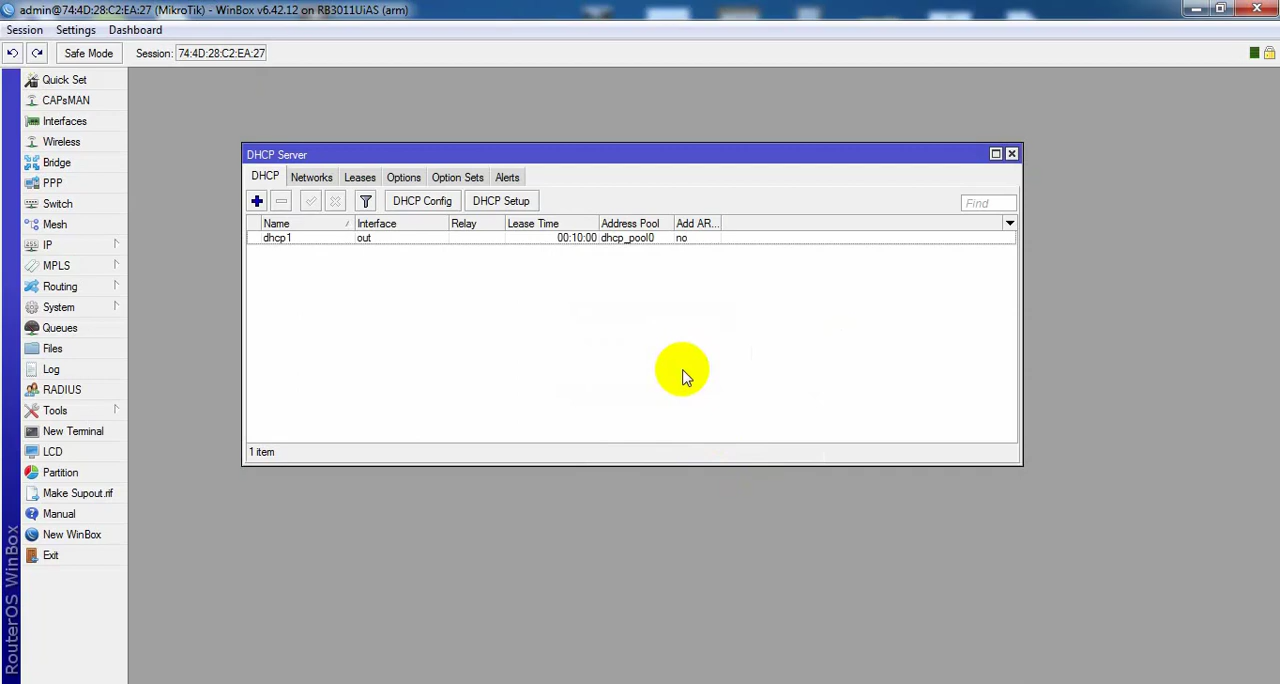 admin@74:4D:28:C2:EA:27 (MikroTik) - WinBox v6.42.12 on RB3011UiAS (arm)
Session Settings Dashboard
Safe Mode Session: 74:4D:28:C2:EA:27
Quick Set
CAPsMAN
Interfaces
Wireless
Bridge
PPP
Switch
Mesh
IP
MPLS
Routing
System
Queues
Files
Log
RADIUS
Tools
New Terminal
LCD
Partition
Make Supout.rif
Manual
New WinBox
Exit
RouterOS WinBox
DHCP Server
DHCP Networks Leases Options Option Sets Alerts
DHCP Config DHCP Setup Find
Name Interface Relay Lease Time Address Pool Add AR...
dhcp1 out 00:10:00 dhcp_pool0 no
1 item